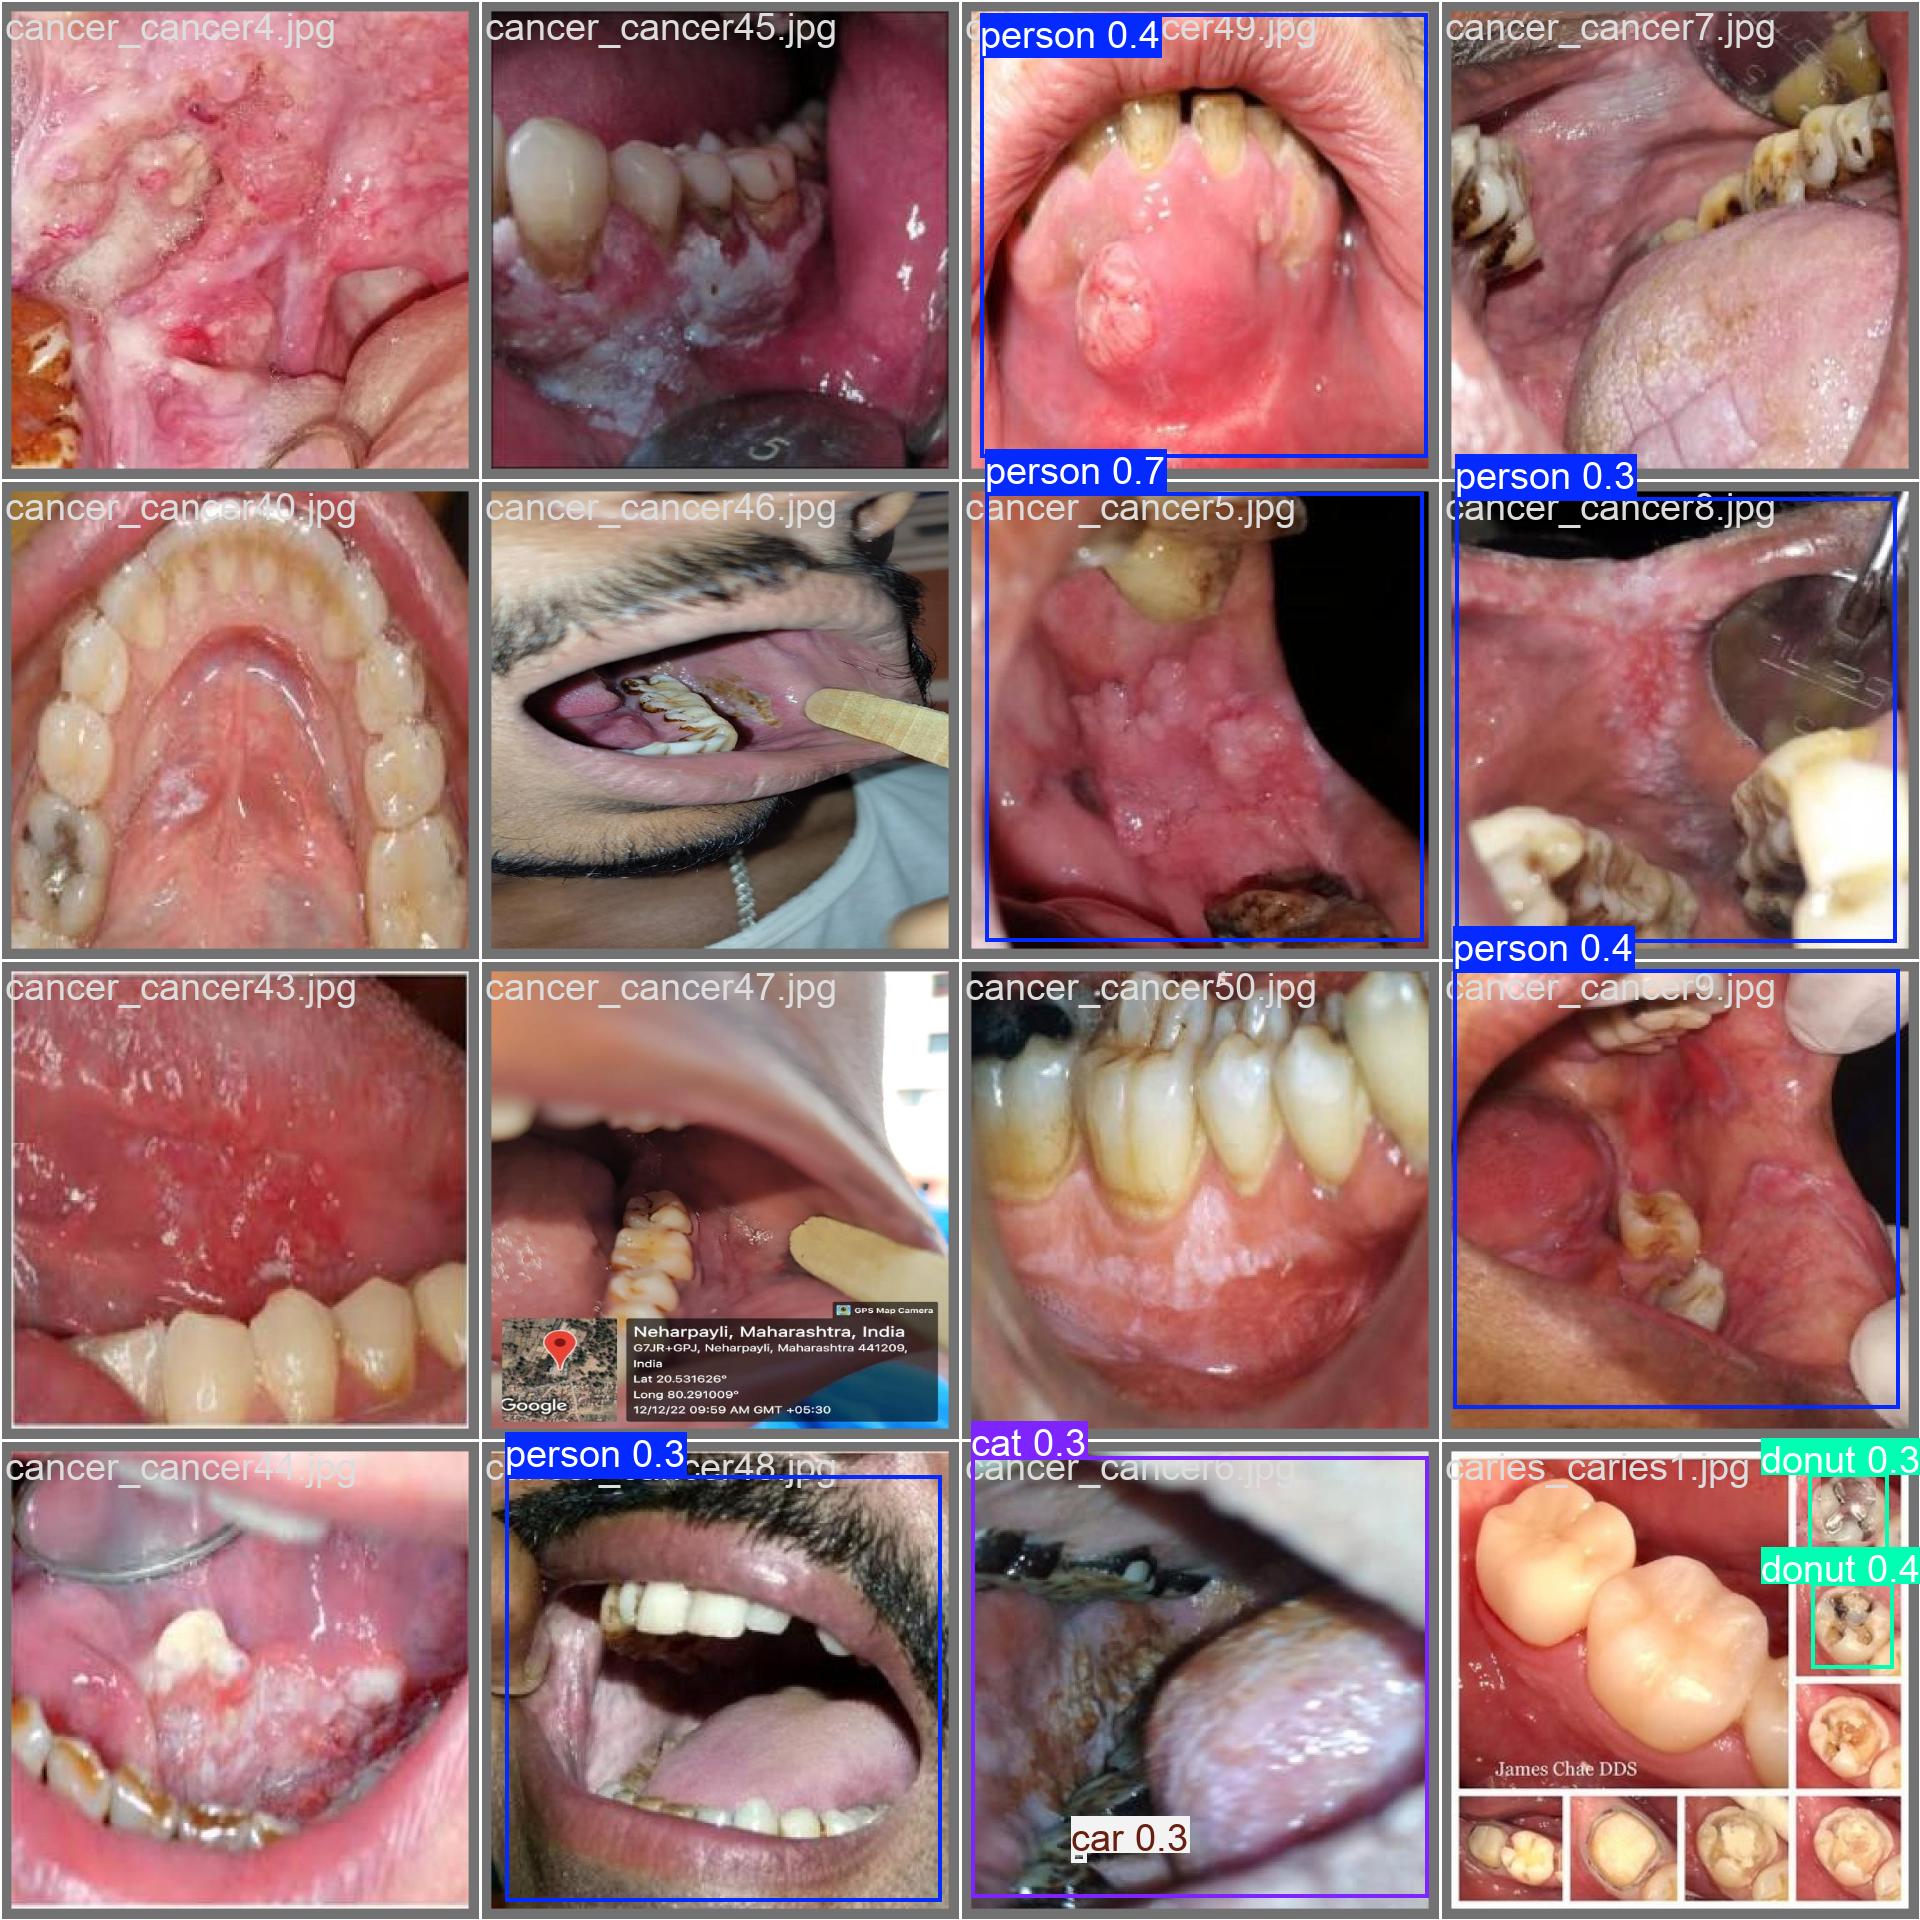 cancer_cancer4.jpg
cancer_cancer45.jpg
person 0.4
cer49.jpg
cancer_cancer7.jpg
5
person 0.7
person 0.3
cancer_cancer40.jpg
cancer_cancer46.jpg
cancer_cancer5.jpg
cancer_cancer8.jpg
person 0.4
cancer_cancer43.jpg
cancer_cancer47.jpg
cancer_cancer50.jpg
cancer_cancer9.jpg
GPS Map Camera
Neharpayli, Maharashtra, India
G7JR+GPJ, Neharpayli, Maharashtra 441209,
India
Lat 20.531626°
Long 80.291009°
12/12/22 09:59 AM GMT +05:30
Google
person 0.3
cat 0.3
donut 0.3
cancer_cancer44.jpg
cer48.jpg
cancer_cancer6.jpg
caries_caries1.jpg
donut 0.4
James Chae DDS
car 0.3